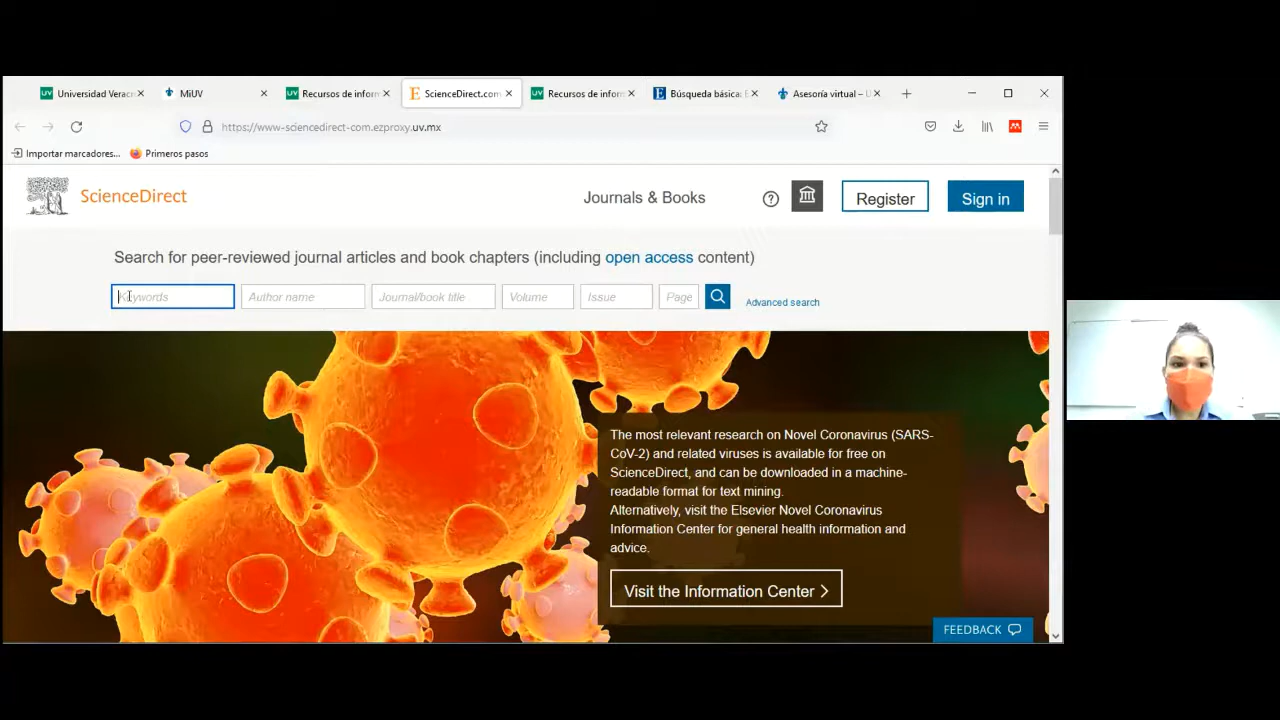 UV Universidad Verac
MiUV
UV Recursos de inform
E ScienceDirect.com
UV Recursos de inform
E Búsqueda básica: E
Asesoría virtual – U
https://www-sciencedirect-com.ezproxy.uv.mx
Importar marcadores...
Primeros pasos
ScienceDirect
Journals & Books
?
Register
Sign in
Search for peer-reviewed journal articles and book chapters (including open access content)
Keywords
Author name
Journal/book title
Volume
Issue
Page
Advanced search
The most relevant research on Novel Coronavirus (SARS-
CoV-2) and related viruses is available for free on
ScienceDirect, and can be downloaded in a machine-
readable format for text mining.
Alternatively, visit the Elsevier Novel Coronavirus
Information Center for general health information and
advice.
Visit the Information Center
FEEDBACK